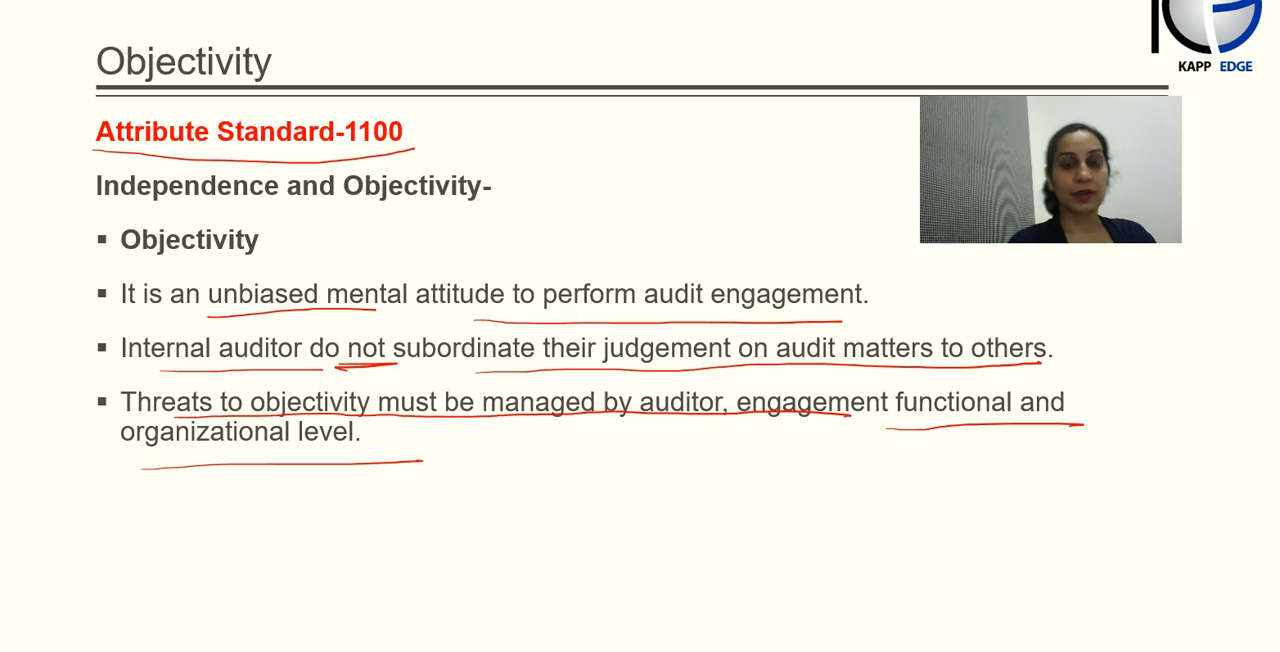 Objectivity
KAPP EDGE
Attribute Standard-1100
Independence and Objectivity-
▪ Objectivity
▪ It is an unbiased mental attitude to perform audit engagement.
▪ Internal auditor do not subordinate their judgement on audit matters to others.
▪ Threats to objectivity must be managed by auditor, engagement functional and
organizational level.